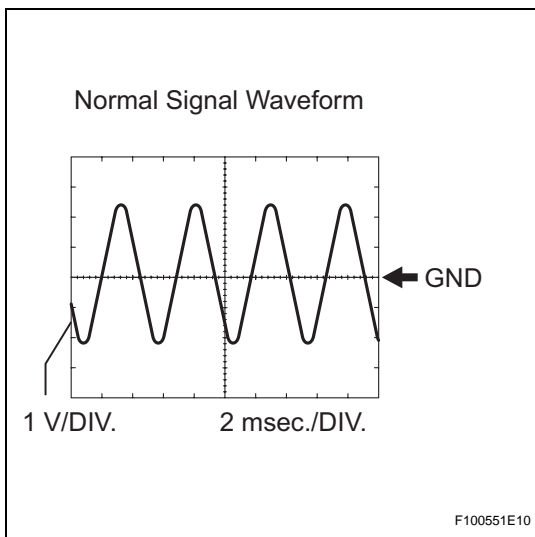 Normal Signal Waveform
GND
1 V/DIV.
2 msec./DIV.
F100551E10